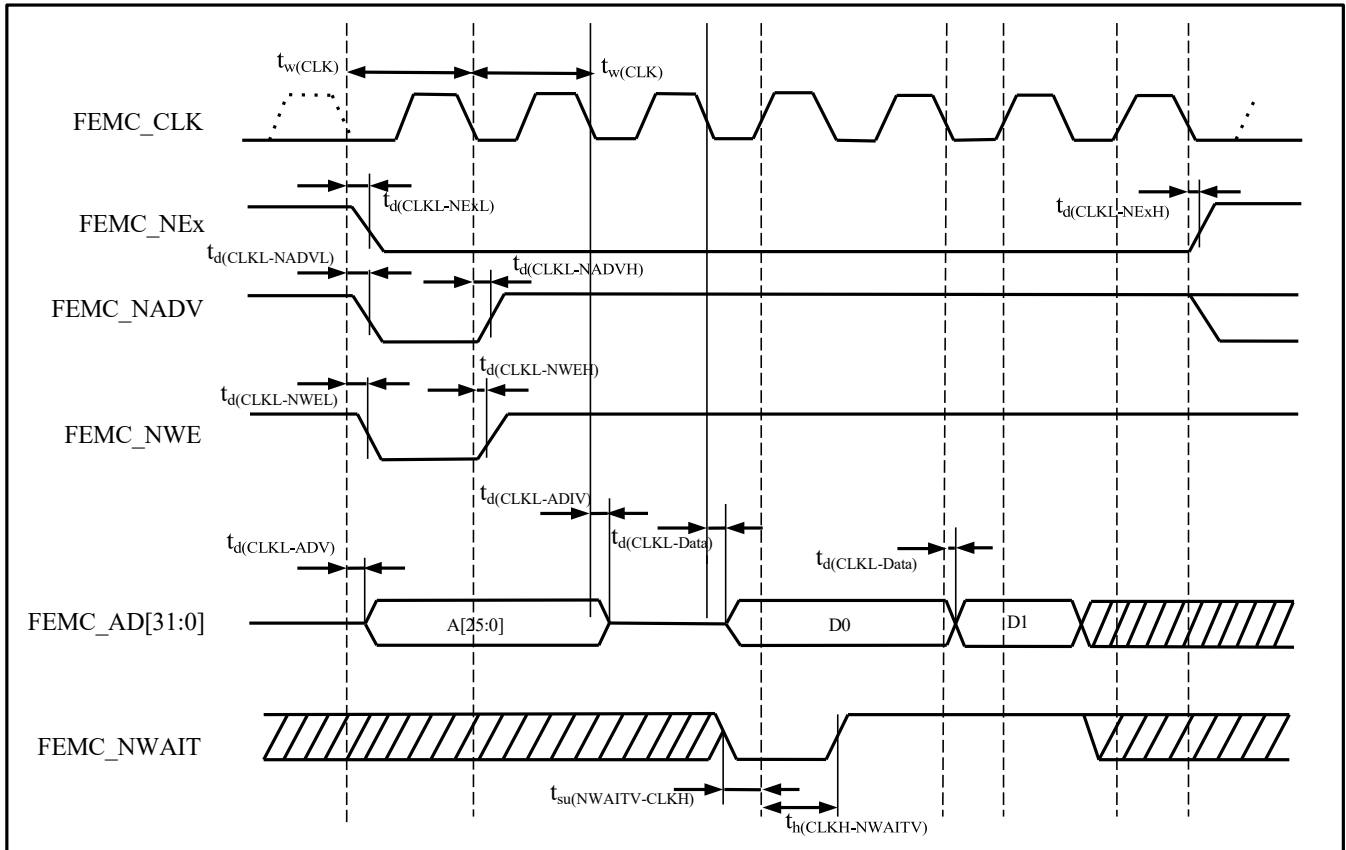 tw(CLK)
tw(CLK)
FEMC_CLK
td(CLKL-NExL)
td(CLKL-NExH)
FEMC_NEx
td(CLKL-NADVL)
td(CLKL-NADVH)
FEMC_NADV
td(CLKL-NWEH)
td(CLKL-NWEL)
FEMC_NWE
td(CLKL-ADIV)
td(CLKL-Data)
td(CLKL-ADV)
td(CLKL-Data)
FEMC_AD[31:0]
A[25:0]
D0
D1
FEMC_NWAIT
tsu(NWAITV-CLKH)
th(CLKH-NWAITV)